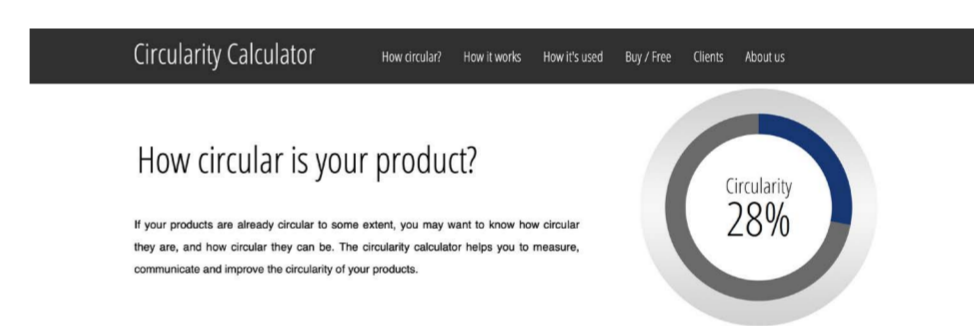 Circularity Calculator
How circular?
How it works
How it's used
Buy / Free
Clients
About us
How circular is your product?
If your products are already circular to some extent, you may want to know how circular
they are, and how circular they can be. The circularity calculator helps you to measure,
communicate and improve the circularity of your products.
Circularity
28%